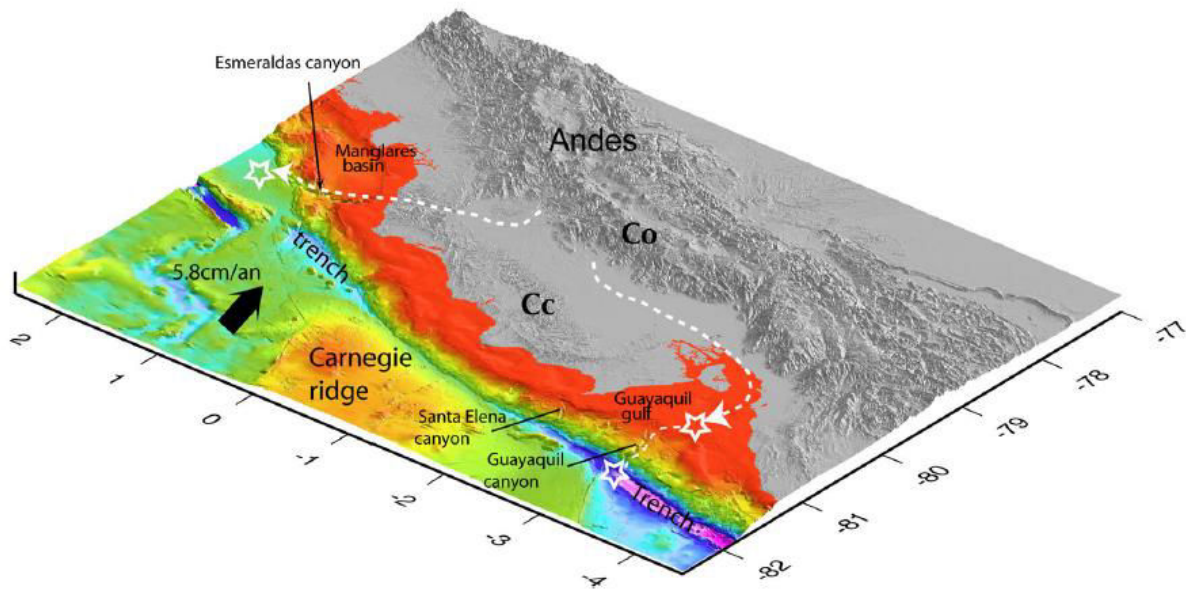 Esmeraldas canyon
Manglares
basin
Andes
Co
trench
5.8cm/an
Cc
Carnegie
ridge
Guayaquil
gulf
Santa Elena
canyon
Guayaquil
canyon
Trench
2
1
0
-1
-2
-3
-4
-77
-78
-79
-80
-81
-82